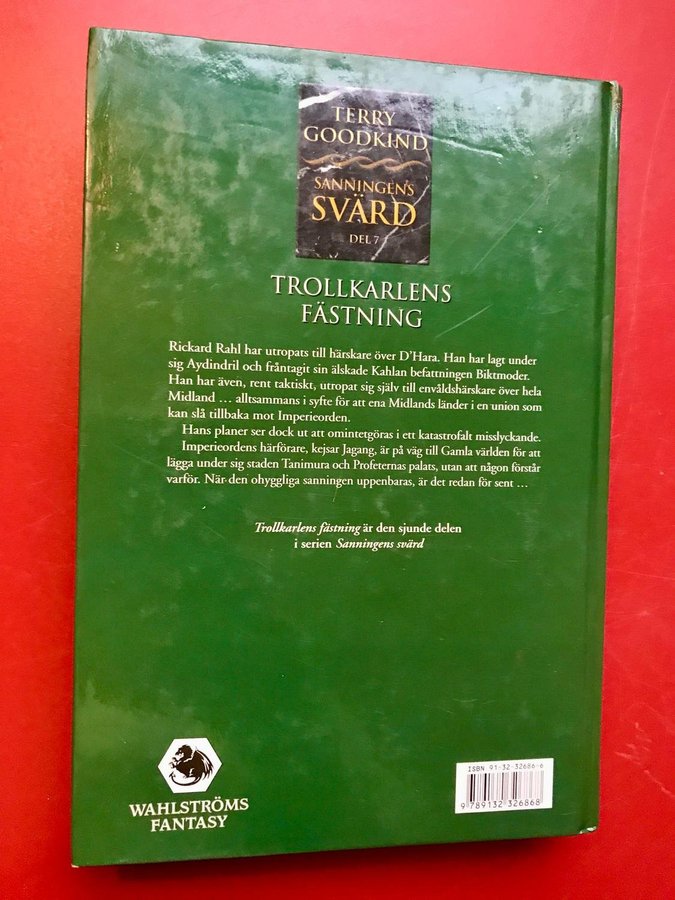 TERRY
GOODKIND
SANNINGENS
SVÄRD
DEL 7
TROLLKARLENS
FÄSTNING
Rickard Rahl har utropats till härskare över D'Hara. Han har lagt under
sig Aydindril och fråntagit sin älskade Kahlan befattningen Biktmoder.
Han har även, rent taktiskt, utropat sig själv till envåldshärskare över hela
Midland … alltsammans i syfte för att ena Midlands länder i en union som
kan slå tillbaka mot Imperieorden.
Hans planer ser dock ut att omintetgöras i ett katastrofalt misslyckande.
Imperieordens härförare, kejsar Jagang, är på väg till Gamla världen för att
lägga under sig staden Tanimura och Profeternas palats, utan att någon förstår
varför. När den ohyggliga sanningen uppenbaras, är det redan för sent …
Trollkarlens fästning är den sjunde delen
i serien Sanningens svärd
WAHLSTRÖMS
FANTASY
ISBN 91-32-32686-6
9 789132 326868